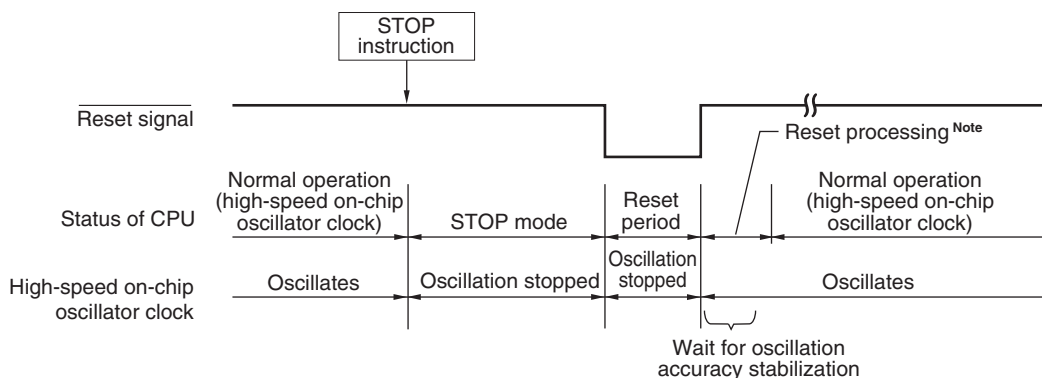 STOP
instruction
Reset signal
Reset processing Note
Status of CPU
Normal operation
(high-speed on-chip
oscillator clock)
STOP mode
Reset
period
Normal operation
(high-speed on-chip
oscillator clock)
High-speed on-chip
oscillator clock
Oscillates
Oscillation stopped
Oscillation
stopped
Oscillates
Wait for oscillation
accuracy stabilization